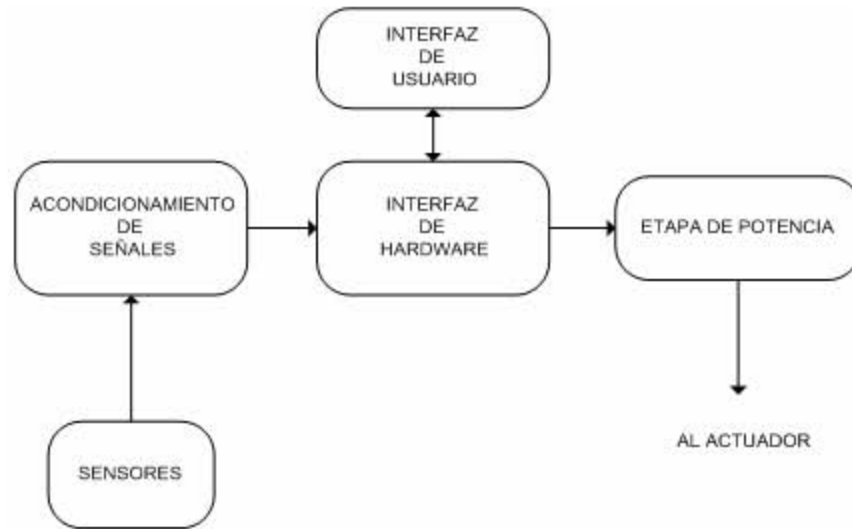 INTERFAZ
DE
USUARIO
ACONDICIONAMIENTO
DE
SEÑALES
INTERFAZ
DE
HARDWARE
ETAPA DE POTENCIA
SENSORES
AL ACTUADOR